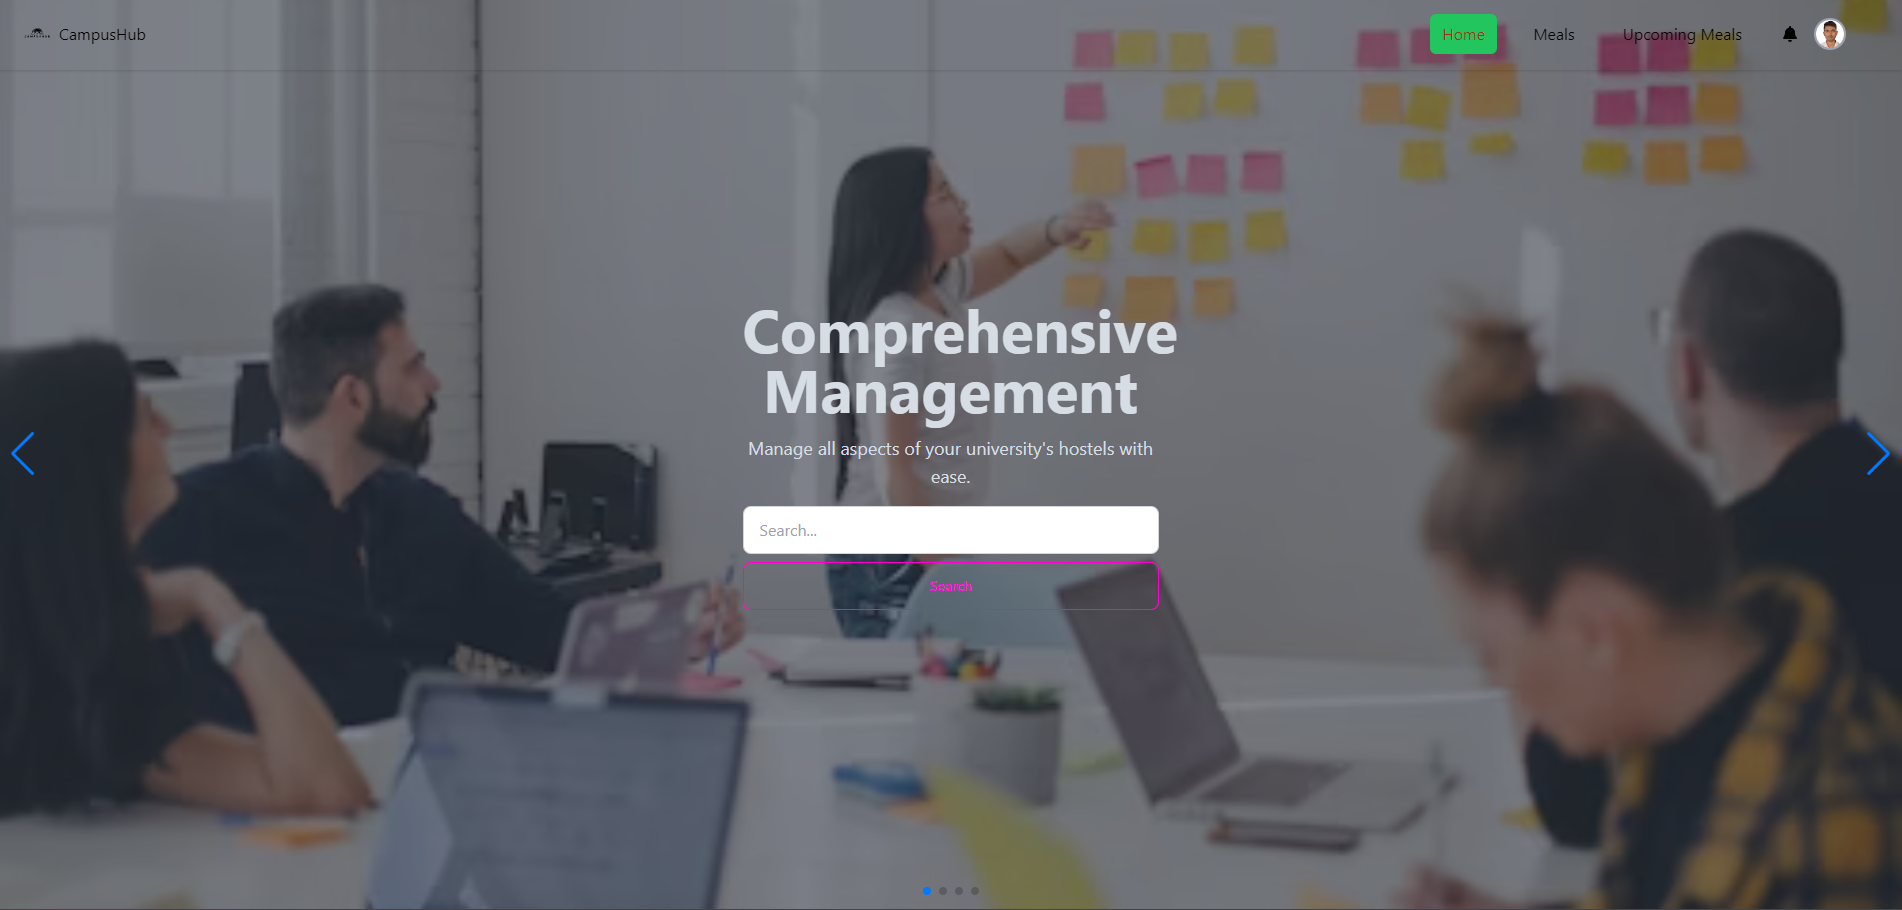 CampusHub
Home
Meals
Upcoming Meals
Comprehensive
Management
Manage all aspects of your university's hostels with
ease.
Search...
Search